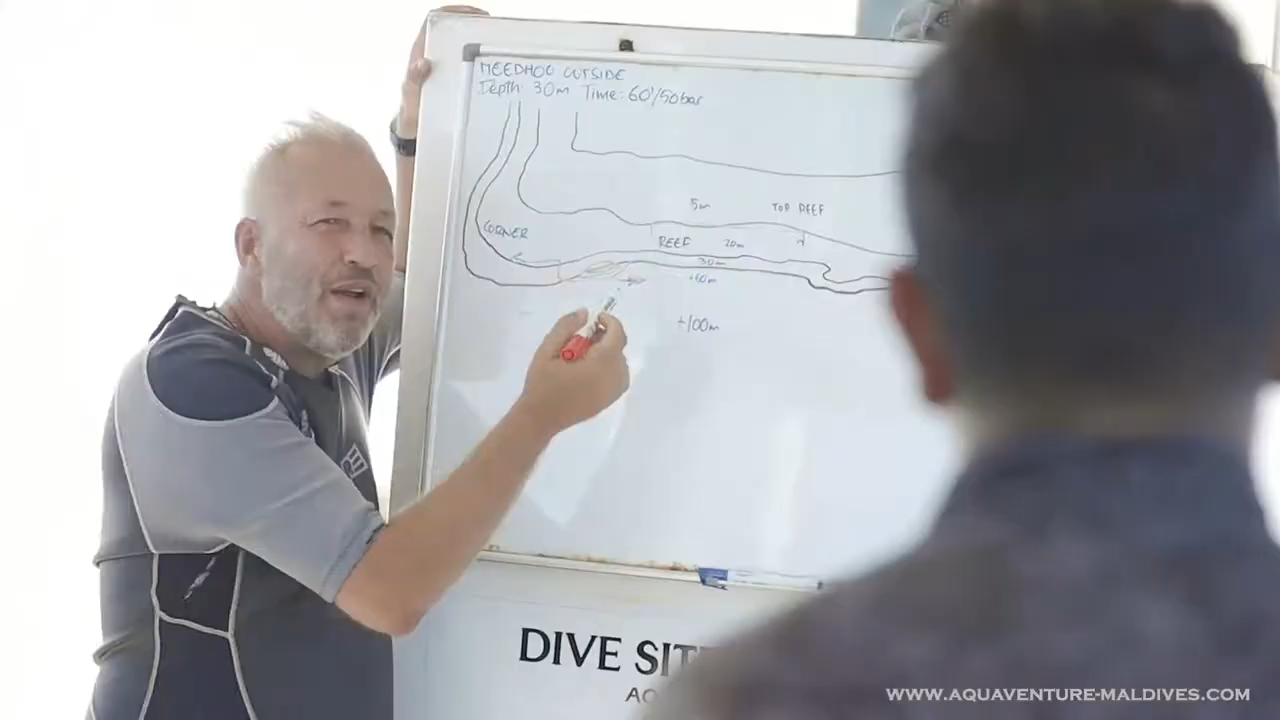 MEEDHOO OUTSIDE
Depth: 30m Time: 60'/50bar
5m TOP REEF
CORNER
REEF 20m
30m
+60m
+100m
DIVE SIT
WWW.AQUAVENTURE-MALDIVES.COM